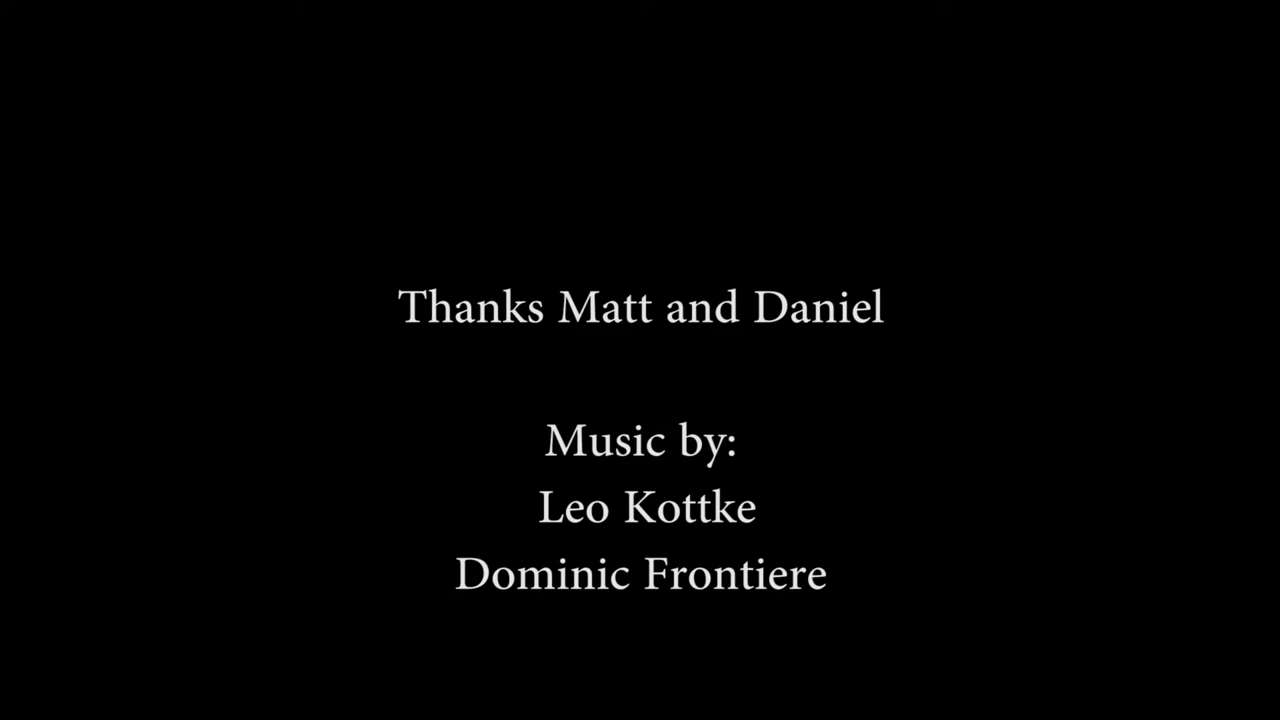 Thanks Matt and Daniel
Music by:
Leo Kottke
Dominic Frontiere